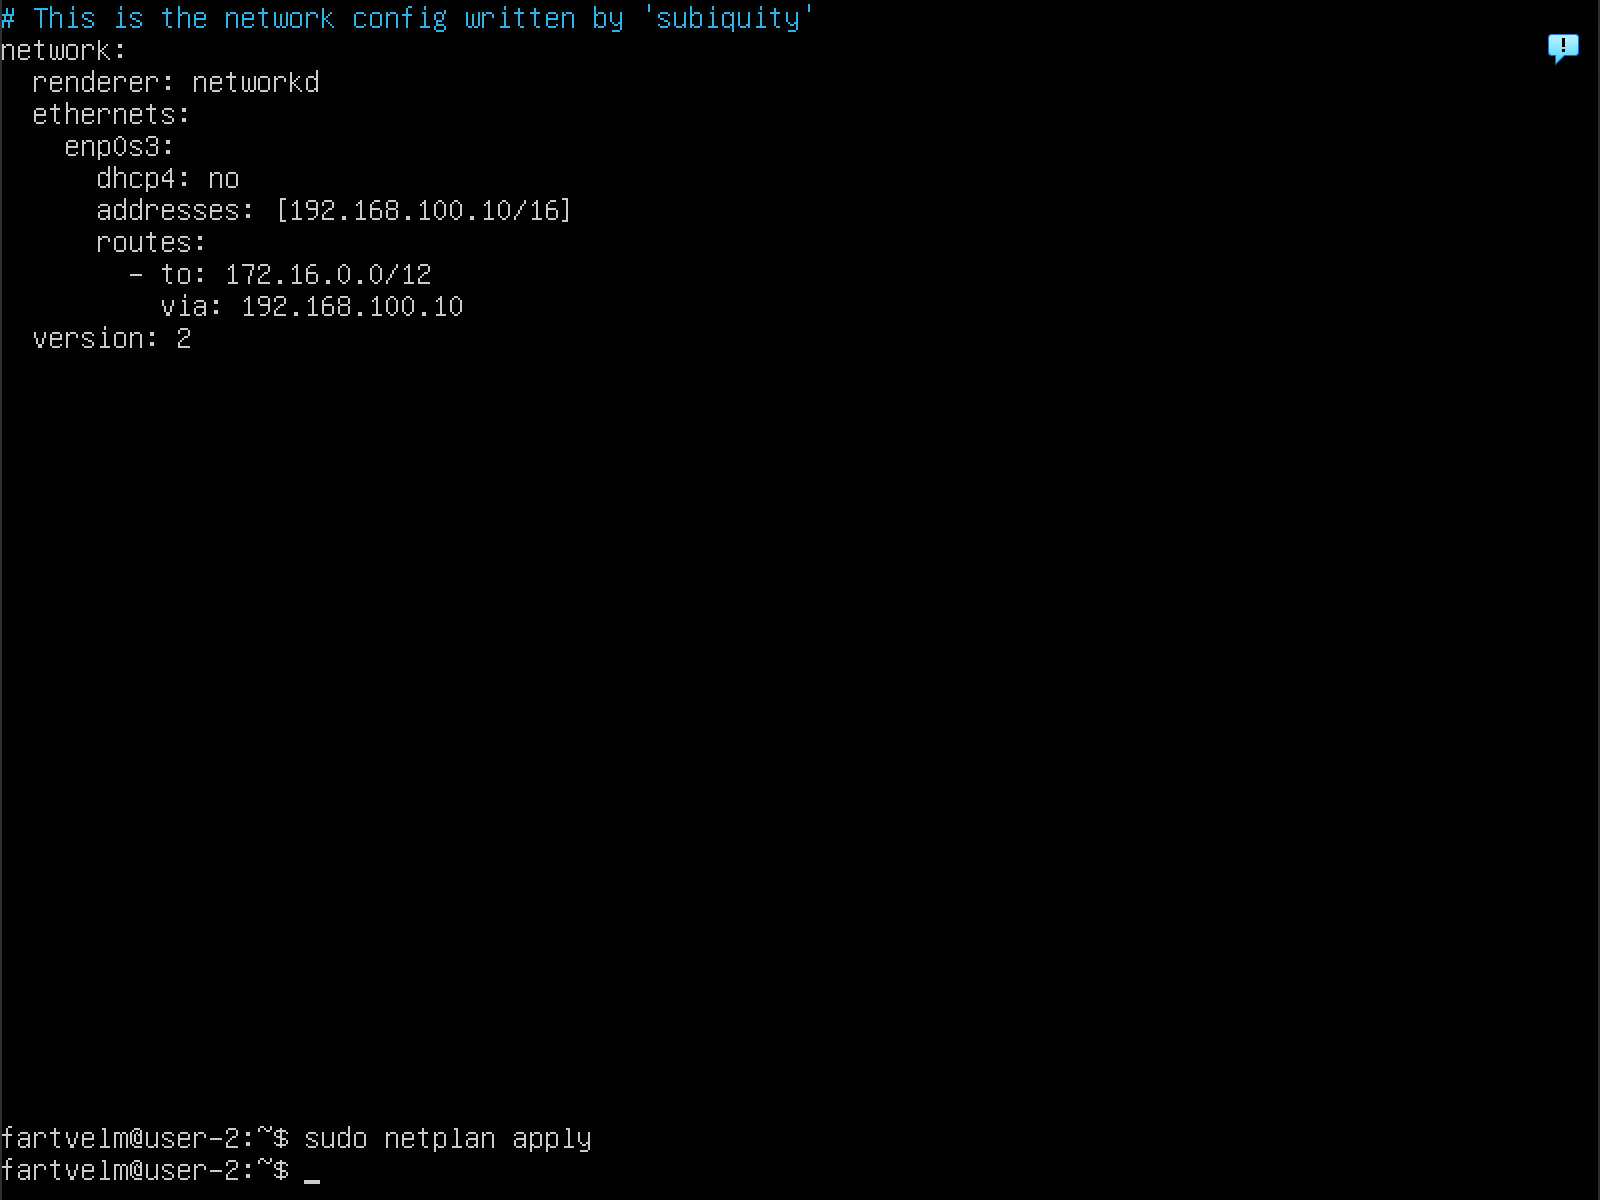 # This is the network config written by 'subiquity'
network:
  renderer: networkd
  ethernets:
    enp0s3:
      dhcp4: no
      addresses: [192.168.100.10/16]
      routes:
        - to: 172.16.0.0/12
          via: 192.168.100.10
  version: 2
fartvelm@user-2:~$ sudo netplan apply
fartvelm@user-2:~$ _